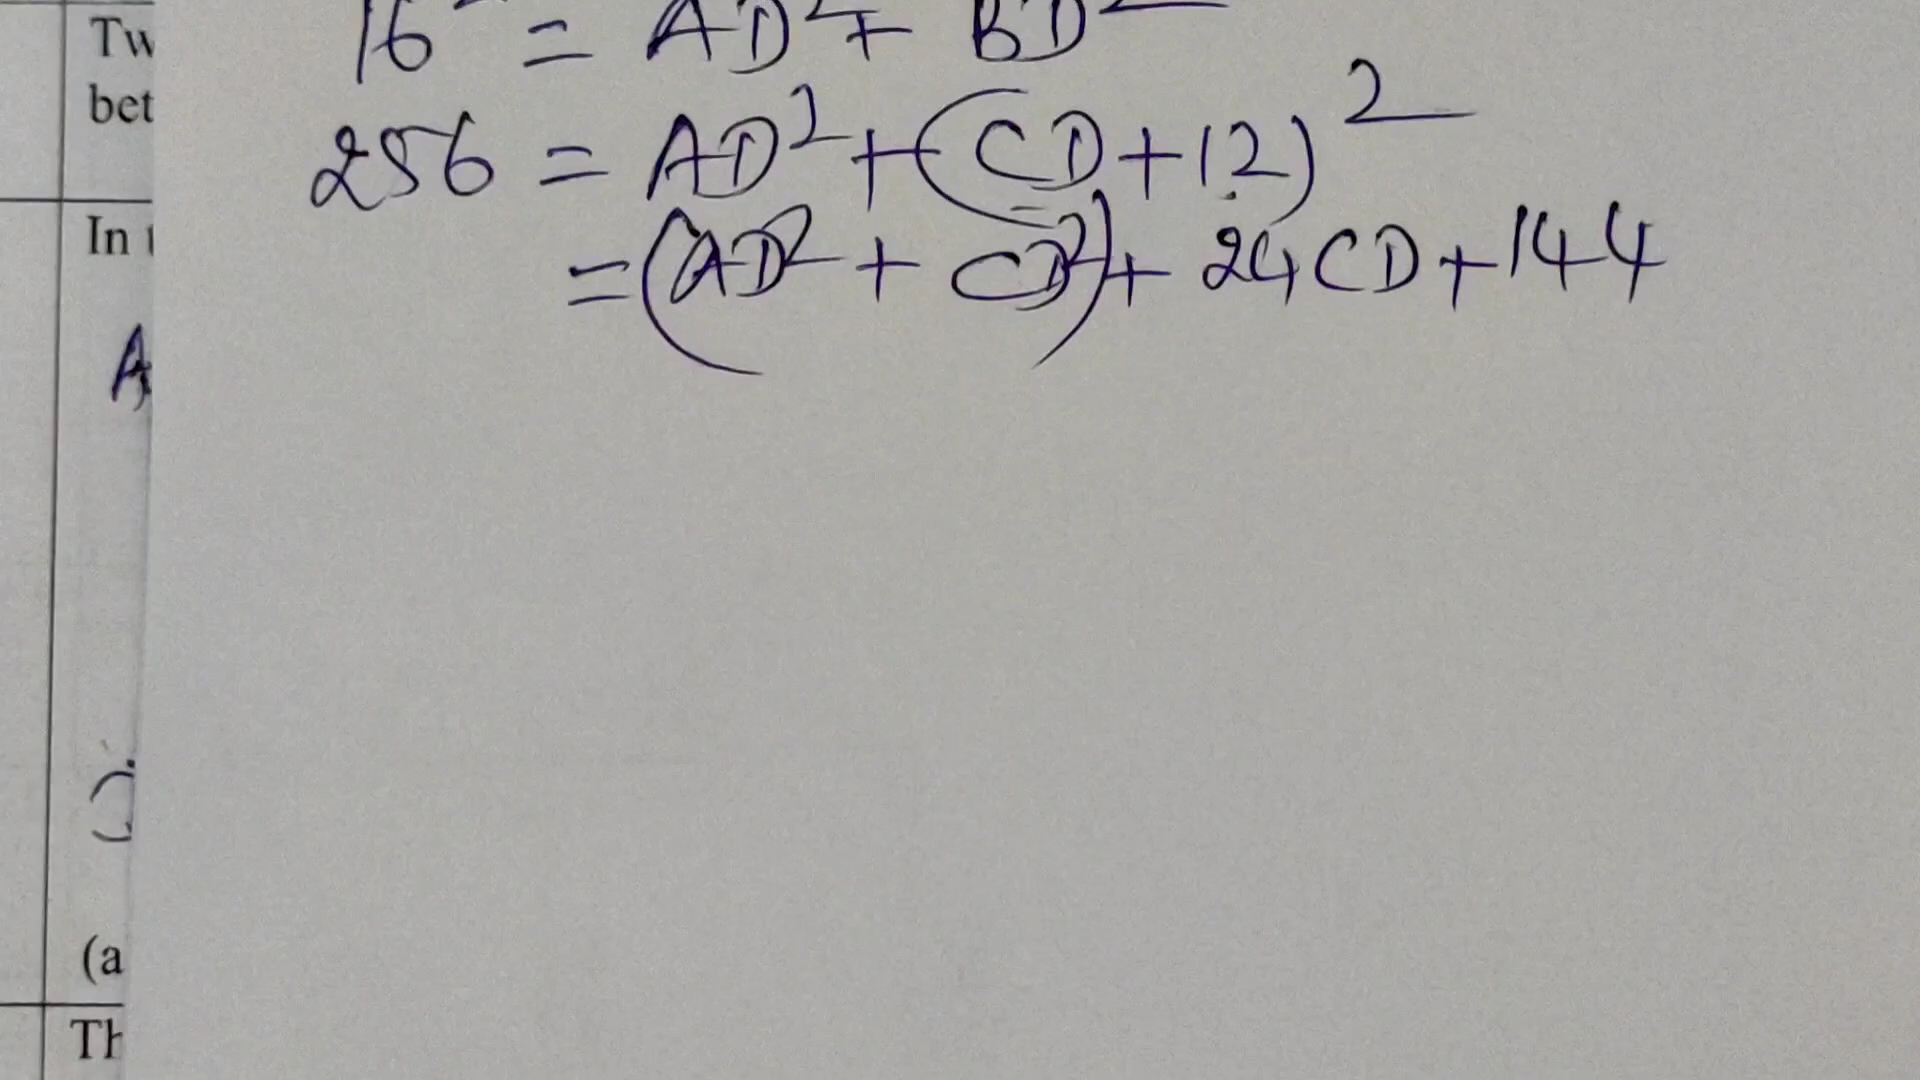 Tw
bet
16² = AD² + BD²
256 = AD² + (CD + 12)²
In
= (AD² + CD²) + 24CD + 144
A
(a
Th